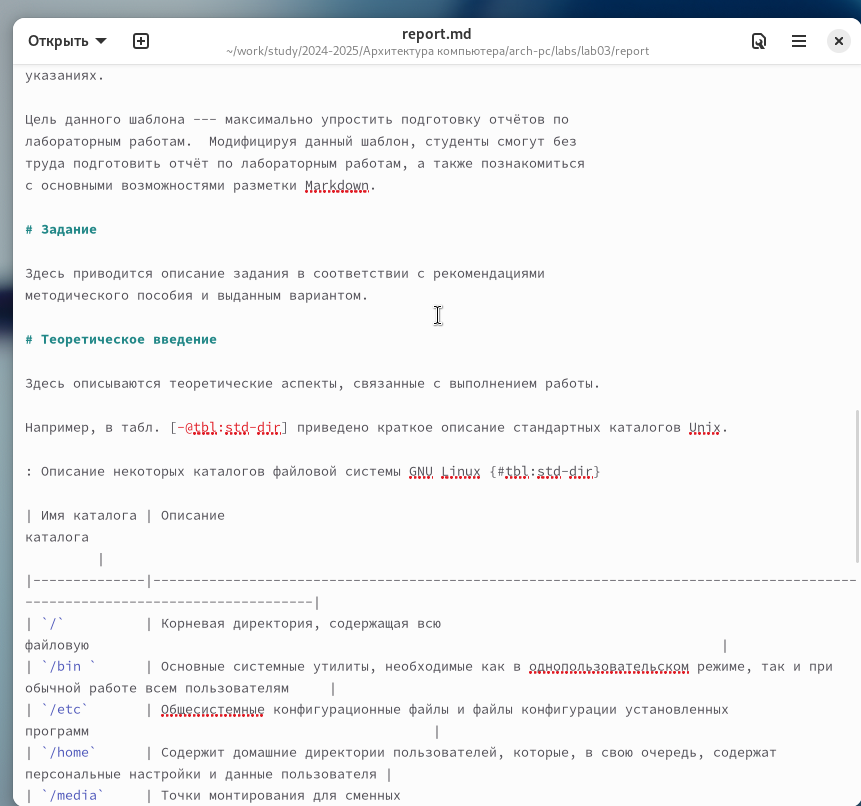 Открыть
report.md
~/work/study/2024-2025/Архитектура компьютера/arch-pc/labs/lab03/report
указаниях.
Цель данного шаблона --- максимально упростить подготовку отчётов по
лабораторным работам.  Модифицируя данный шаблон, студенты смогут без
труда подготовить отчёт по лабораторным работам, а также познакомиться
с основными возможностями разметки Markdown.
# Задание
Здесь приводится описание задания в соответствии с рекомендациями
методического пособия и выданным вариантом.
# Теоретическое введение
Здесь описываются теоретические аспекты, связанные с выполнением работы.
Например, в табл. [-@tbl:std-dir] приведено краткое описание стандартных каталогов Unix.
: Описание некоторых каталогов файловой системы GNU Linux {#tbl:std-dir}
| Имя каталога | Описание
каталога
|
|--------------|----------------------------------------------------------------------------------------
------------------------------------|
| `/`          | Корневая директория, содержащая всю
файловую                                                                               |
| `/bin `      | Основные системные утилиты, необходимые как в однопользовательском режиме, так и при
обычной работе всем пользователям     |
| `/etc`       | Общесистемные конфигурационные файлы и файлы конфигурации установленных
программ                                           |
| `/home`      | Содержит домашние директории пользователей, которые, в свою очередь, содержат
персональные настройки и данные пользователя |
| `/media`     | Точки монтирования для сменных